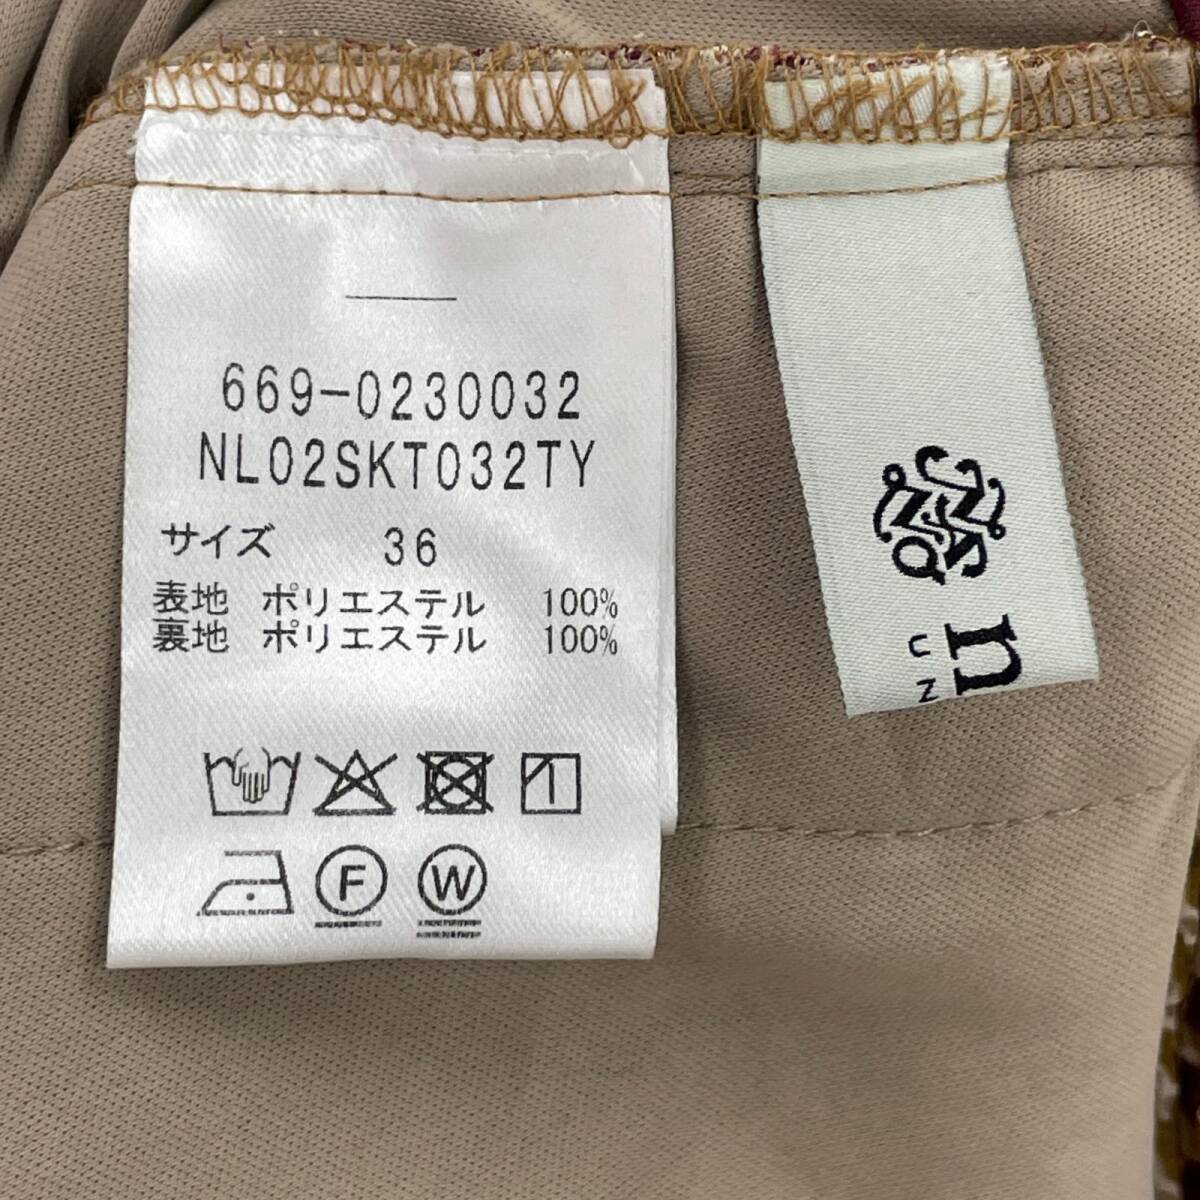 669-0230032
NL02SKT032TY
サイズ 36
表地 ポリエステル 100%
裏地 ポリエステル 100%
F W
n
UN